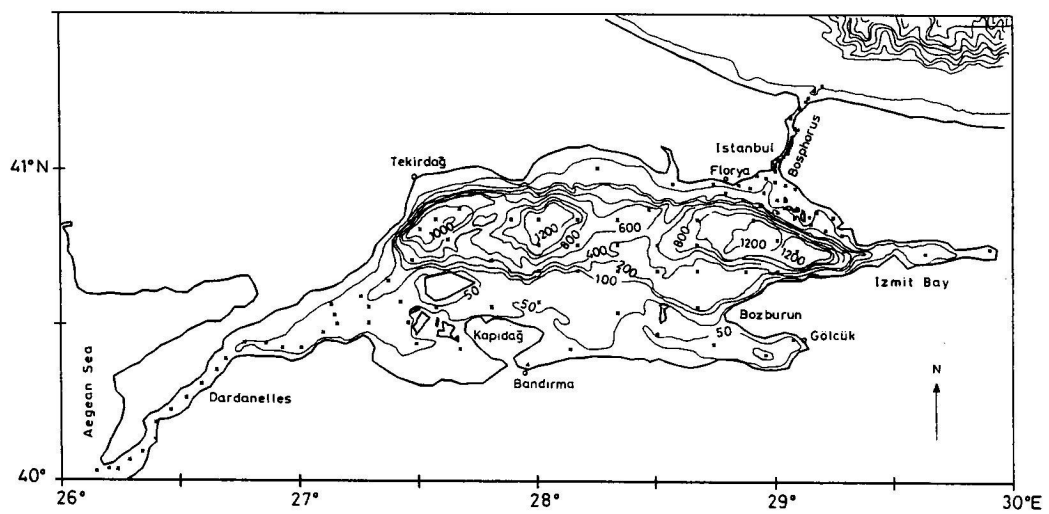 41°N
40°
26°
27°
28°
29°
30°E
Tekirdağ
Istanbul
Florya
Bosphorus
1000
1200
800
600
400
200
100
800
1200
1200
Izmit Bay
50
50
50
Kapıdağ
Bozburun
Gölcük
Bandırma
Dardanelles
Aegean Sea
N